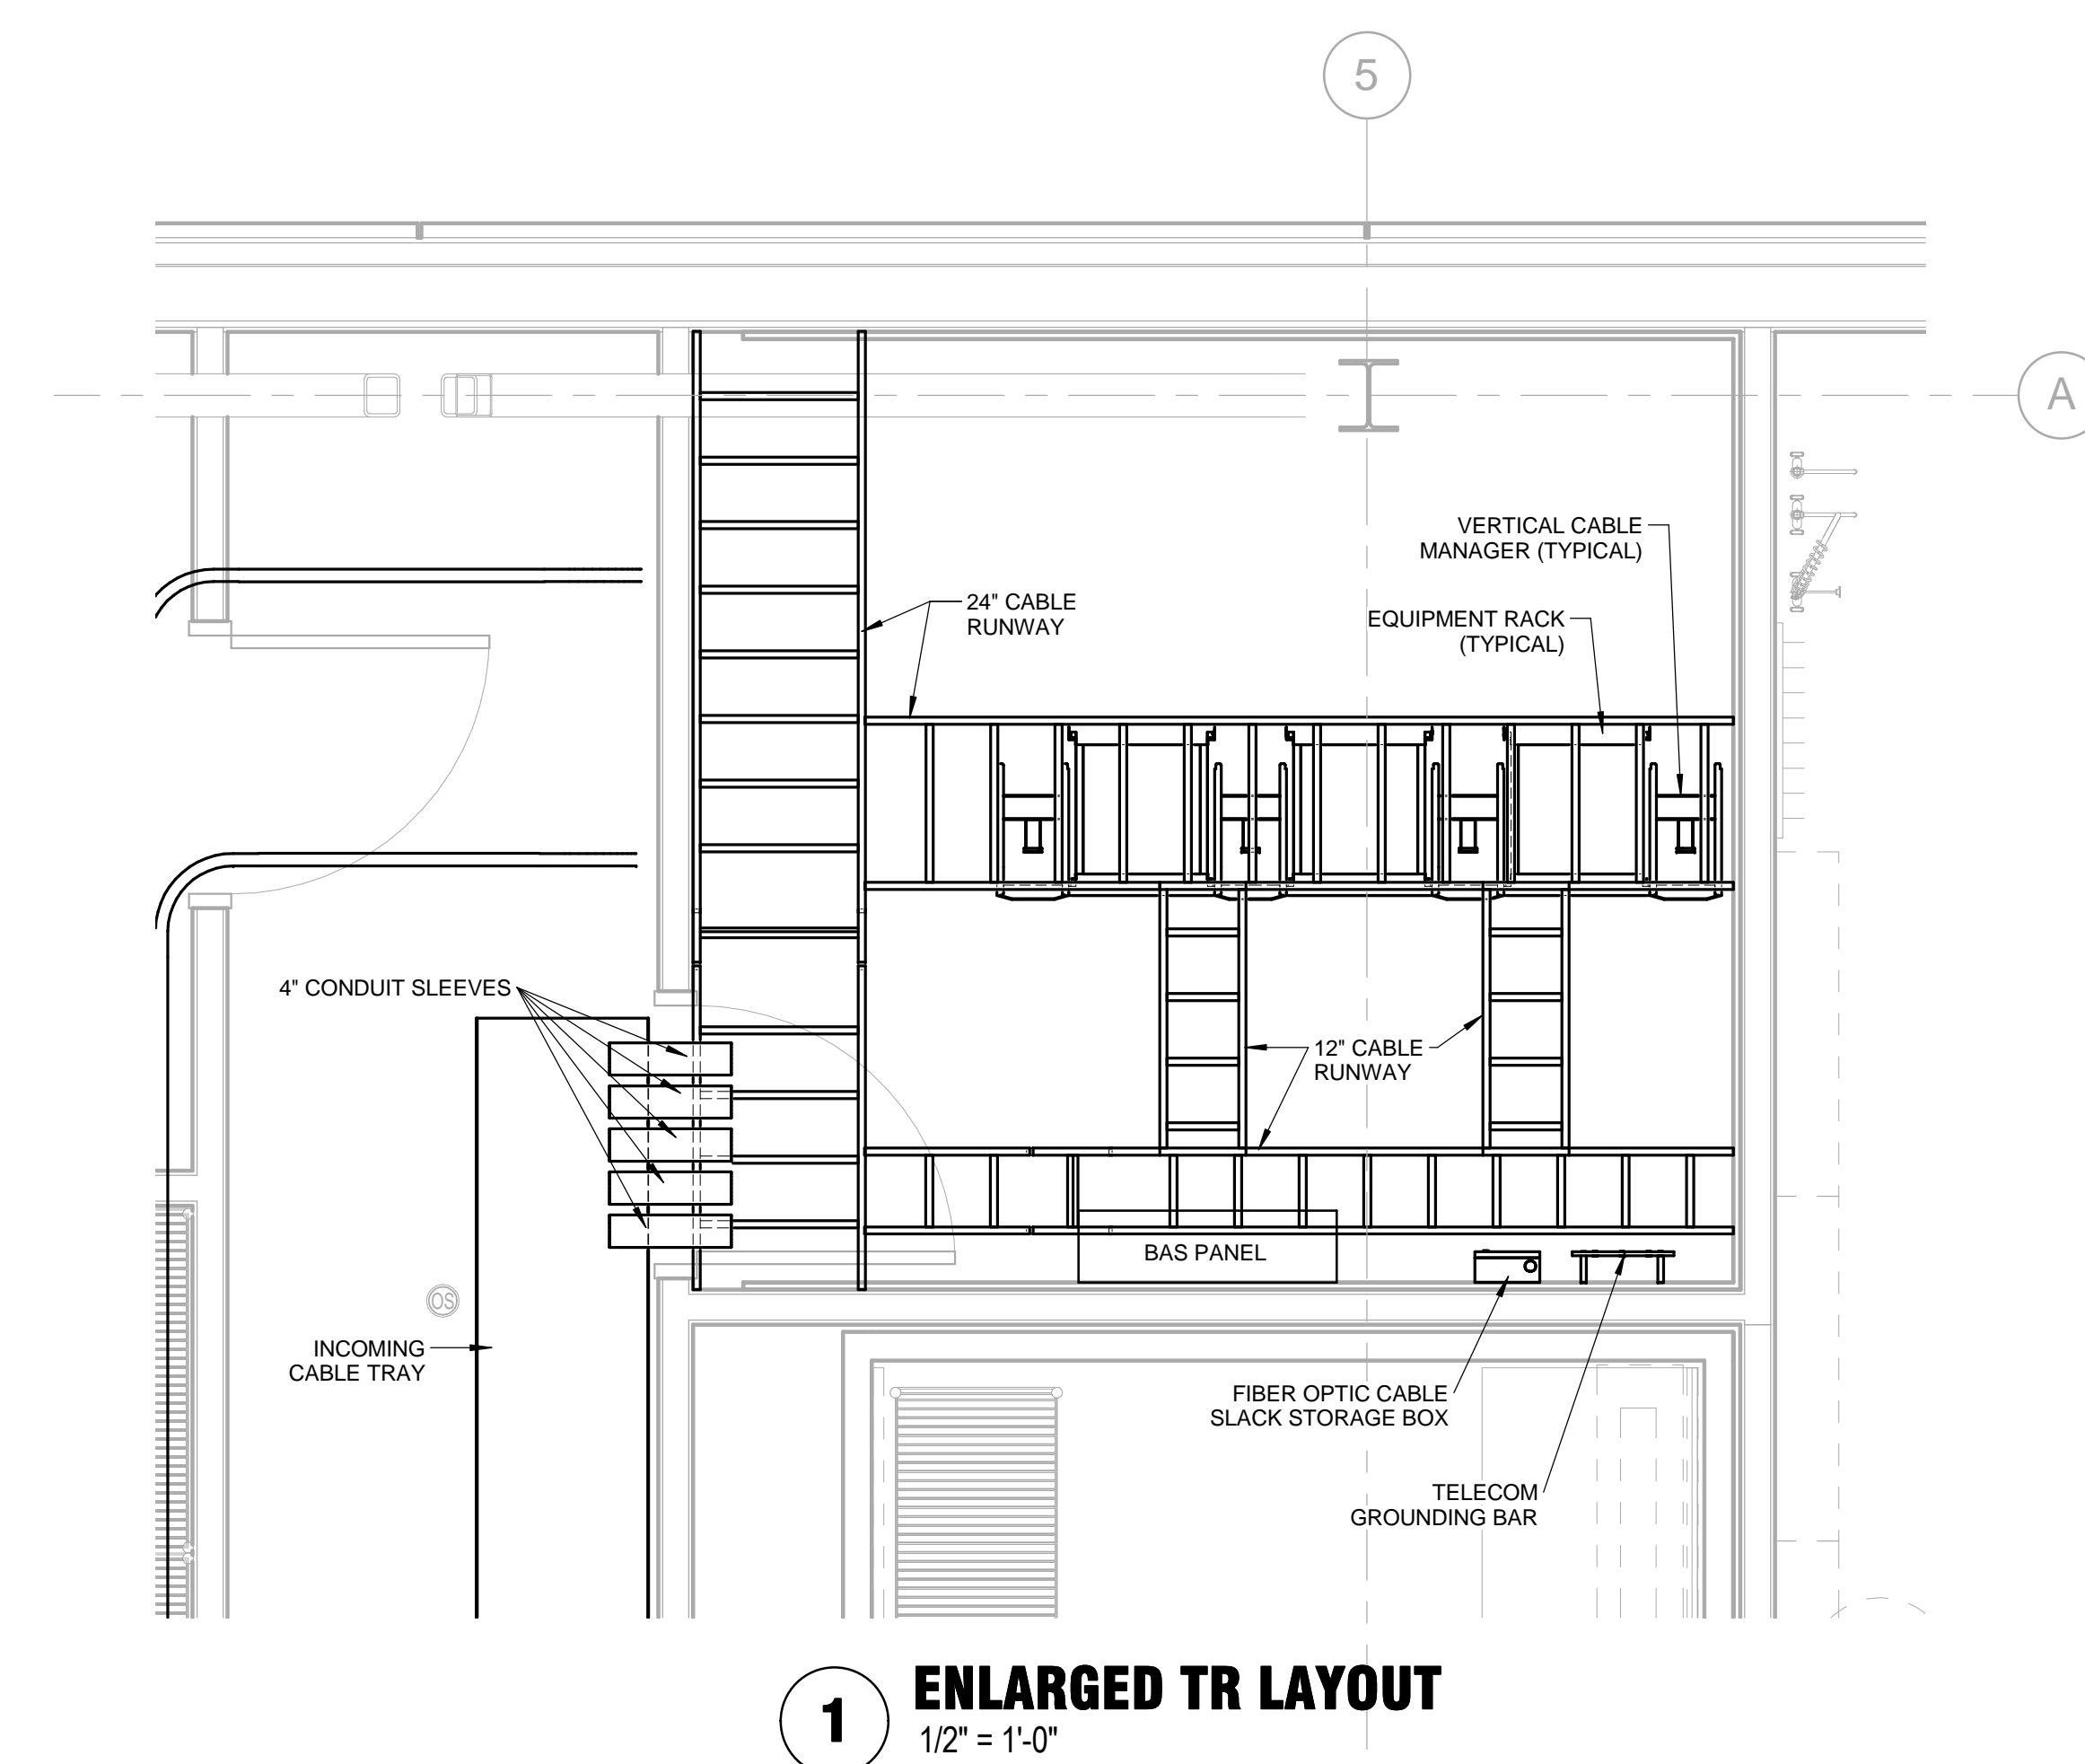 5
A
VERTICAL CABLE
MANAGER (TYPICAL)
24" CABLE
RUNWAY
EQUIPMENT RACK
(TYPICAL)
4" CONDUIT SLEEVES
12" CABLE
RUNWAY
BAS PANEL
OS
INCOMING
CABLE TRAY
FIBER OPTIC CABLE
SLACK STORAGE BOX
TELECOM
GROUNDING BAR
1
ENLARGED TR LAYOUT
1/2" = 1'-0"